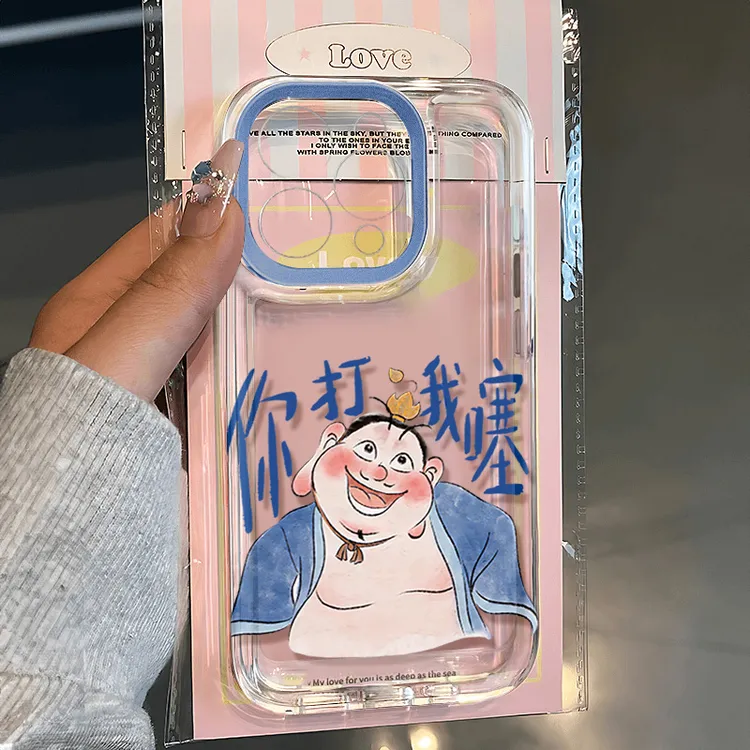 Love
VE ALL THE STARS IN THE SKY, BUT THEY THING COMPARED
TO THE ONES IN YOUR E
I ONLY WISH TO FACE THE SE
WITH SPRING FLOWERS BLOO
Love
你打我噻
My love for you is as deep as the sea